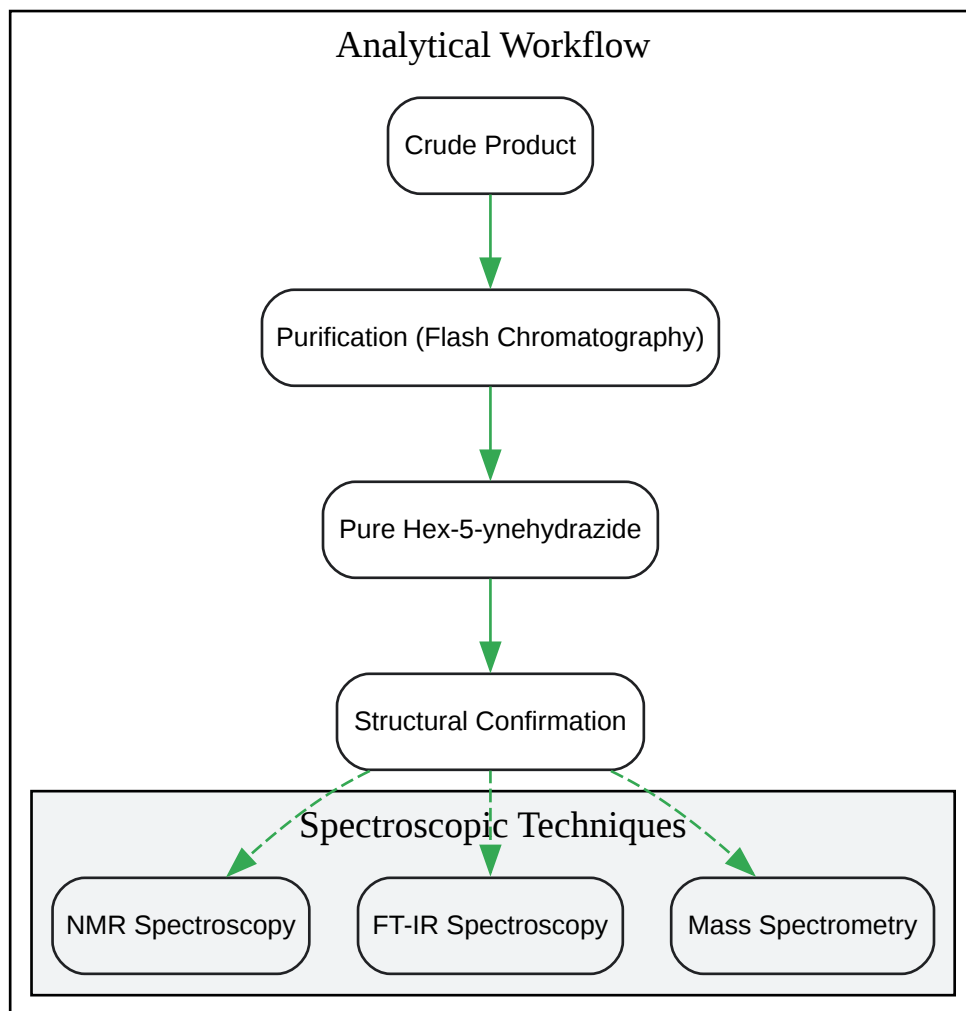 Analytical Workflow
Crude Product
Purification (Flash Chromatography)
Pure Hex-5-ynehydrazide
Structural Confirmation
Spectroscopic Techniques
NMR Spectroscopy
FT-IR Spectroscopy
Mass Spectrometry